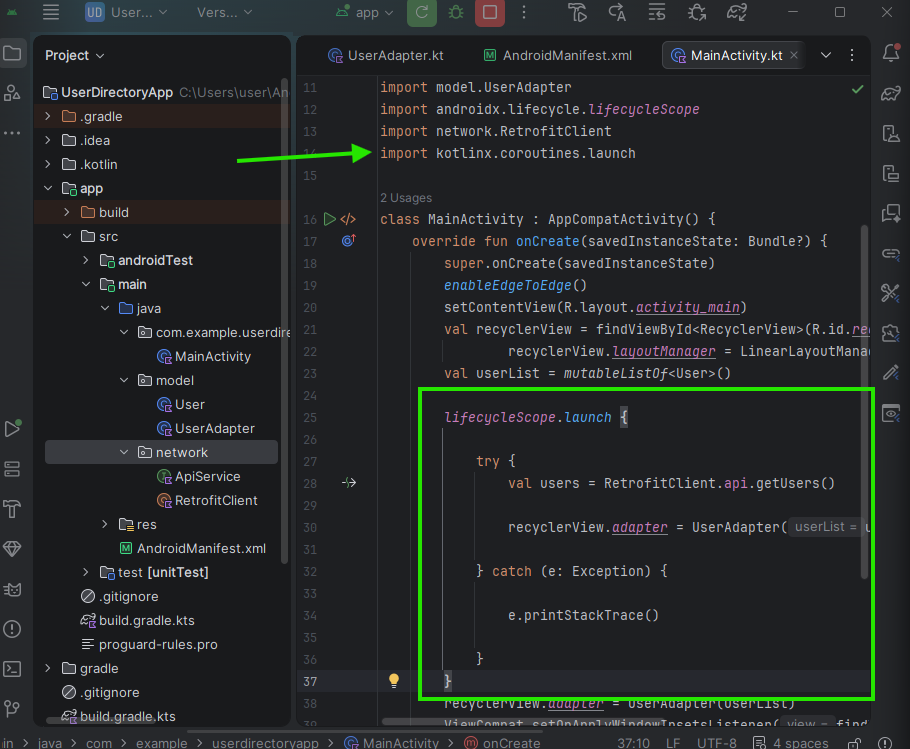 UD User... Vers... app
Project
UserDirectoryApp C:\Users\user\An
.gradle
.idea
.kotlin
app
build
src
androidTest
main
java
com.example.userdire
MainActivity
model
User
UserAdapter
network
ApiService
RetrofitClient
res
M AndroidManifest.xml
test [unitTest]
.gitignore
build.gradle.kts
proguard-rules.pro
gradle
.gitignore
build.gradle.kts
UserAdapter.kt M AndroidManifest.xml MainActivity.kt
11 import model.UserAdapter
12 import androidx.lifecycle.lifecycleScope
13 import network.RetrofitClient
14 import kotlinx.coroutines.launch
15
2 Usages
16 class MainActivity : AppCompatActivity() {
17 override fun onCreate(savedInstanceState: Bundle?) {
18 super.onCreate(savedInstanceState)
19 enableEdgeToEdge()
20 setContentView(R.layout.activity_main)
21 val recyclerView = findViewById<RecyclerView>(R.id.rec
22 recyclerView.layoutManager = LinearLayoutMana
23 val userList = mutableListOf<User>()
24
25 lifecycleScope.launch {
26
27 try {
28 val users = RetrofitClient.api.getUsers()
29
30 recyclerView.adapter = UserAdapter( userList = u
31
32 } catch (e: Exception) {
33
34 e.printStackTrace()
35
36 }
37 }
38 recyclerView.adapter = UserAdapter(userList)
39 ViewCompat.setOnApplyWindowInsetsListener( view = find
in > java > com > example > userdirectoryapp > MainActivity > m onCreate 37:10 LF UTF-8 4 spaces